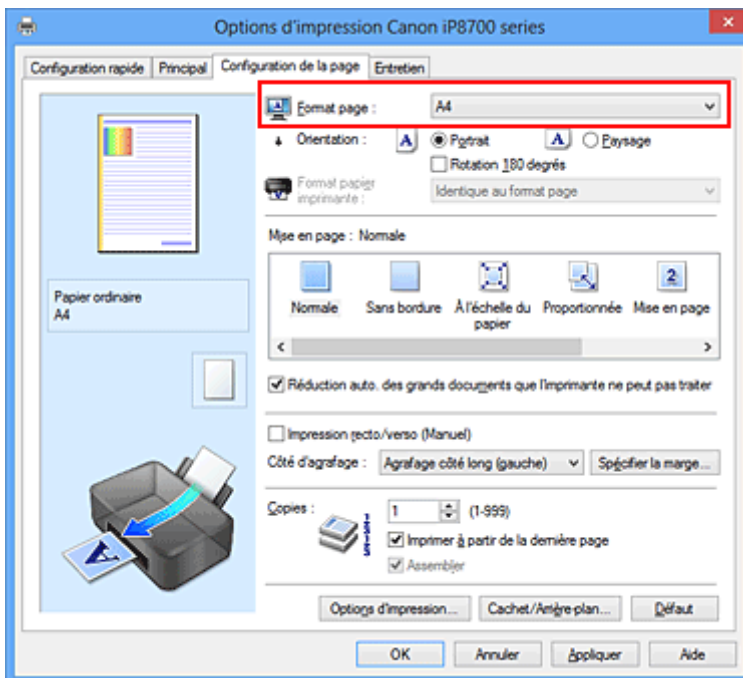 Options d'impression Canon iP8700 series
Configuration rapide Principal Configuration de la page Entretien
Format page : A4
Orientation : A Portrait A Paysage
Rotation 180 degrés
Format papier imprimante : Identique au format page
Mise en page : Normale
2
Normale Sans bordure À l'échelle du papier Proportionnée Mise en page
Papier ordinaire
A4
Réduction auto. des grands documents que l'imprimante ne peut pas traiter
Impression recto/verso (Manuel)
Côté d'agrafage : Agrafage côté long (gauche) Spécifier la marge...
Copies : 1 (1-999)
Imprimer à partir de la dernière page
Assembler
A
Options d'impression... Cachet/Arrière-plan... Défaut
OK Annuler Appliquer Aide